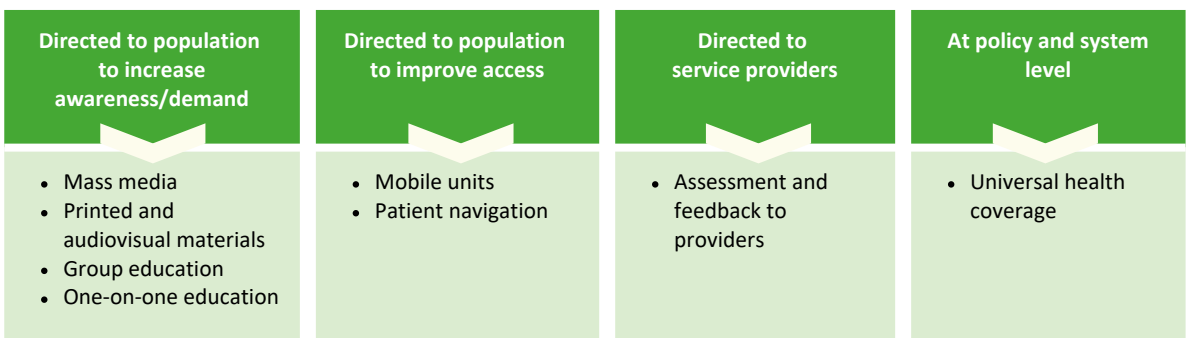 Directed to population
to increase
awareness/demand
• Mass media
• Printed and
audiovisual materials
• Group education
• One-on-one education
Directed to population
to improve access
• Mobile units
• Patient navigation
Directed to
service providers
• Assessment and
feedback to
providers
At policy and system
level
• Universal health
coverage